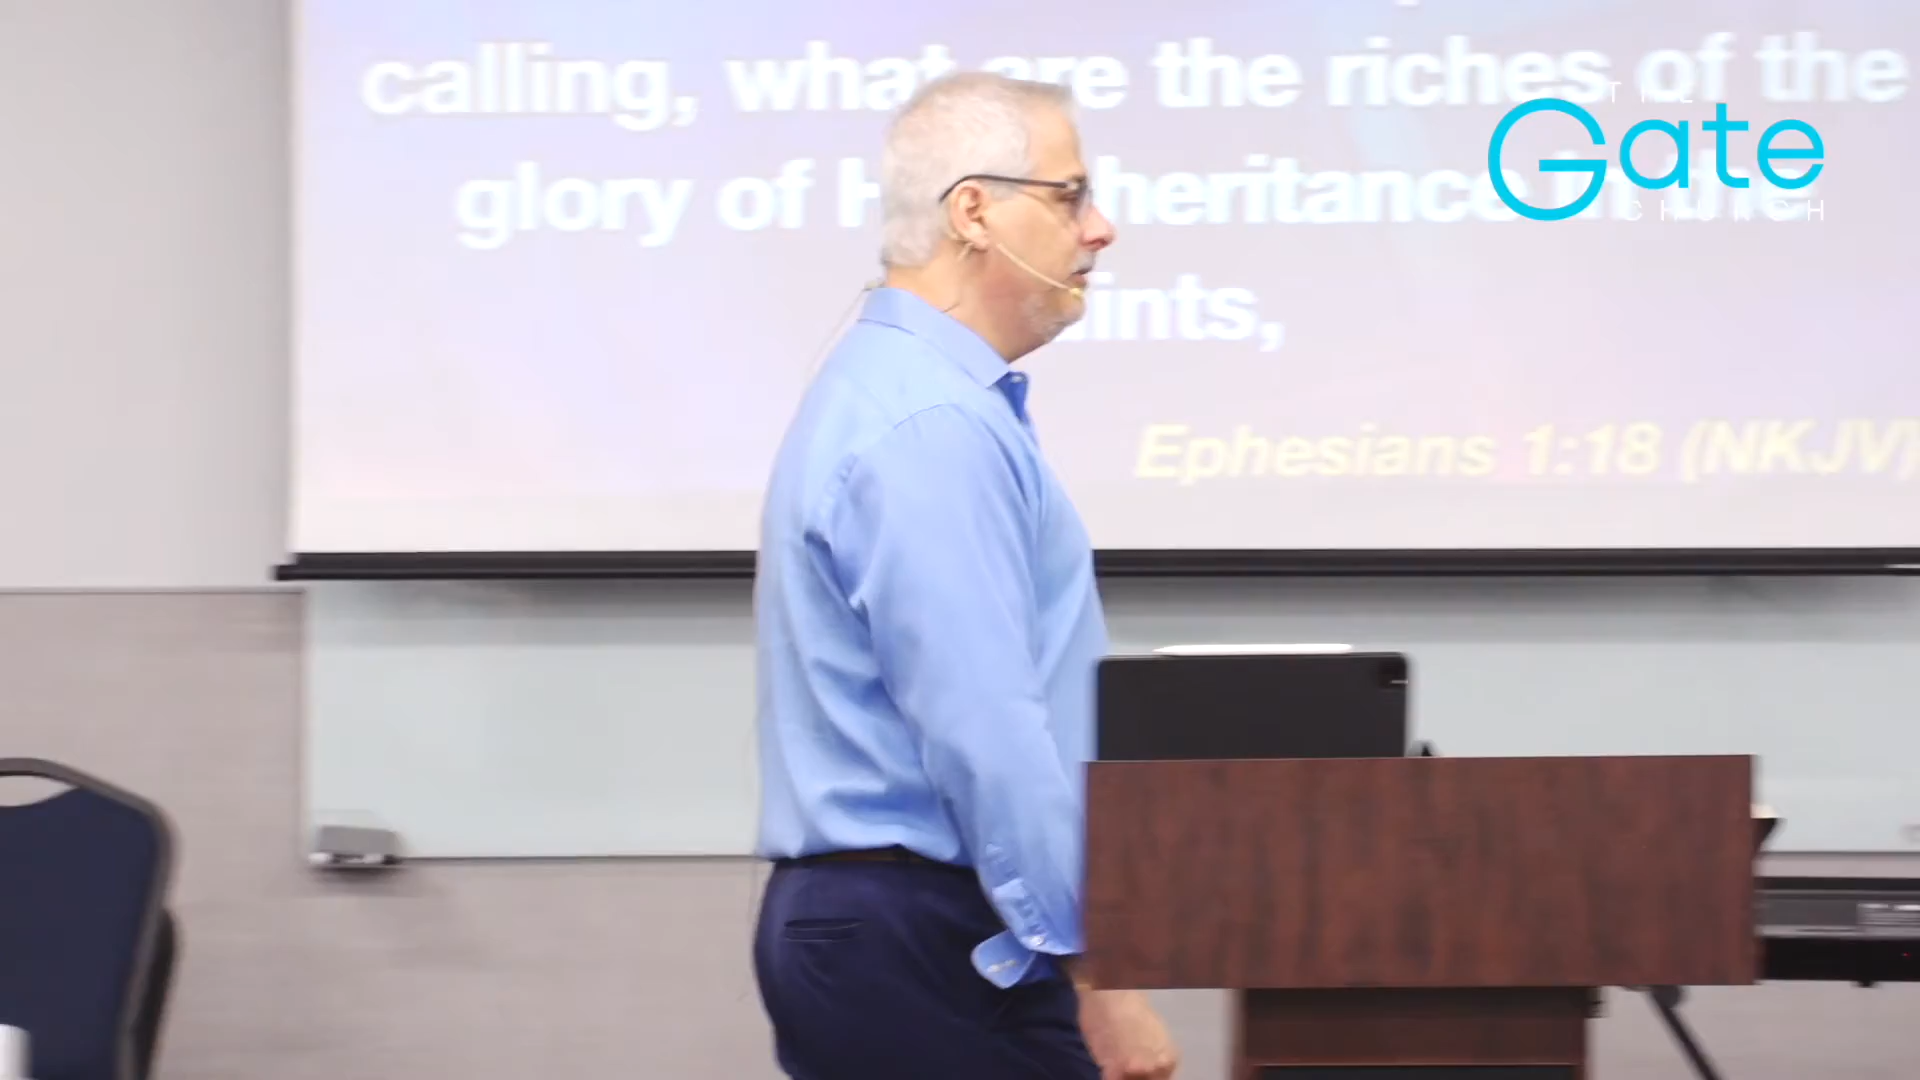 calling, what are the riches of the
glory of inheritance in the
saints,
Ephesians 1:18 (NKJV)
THE
Gate
CHURCH